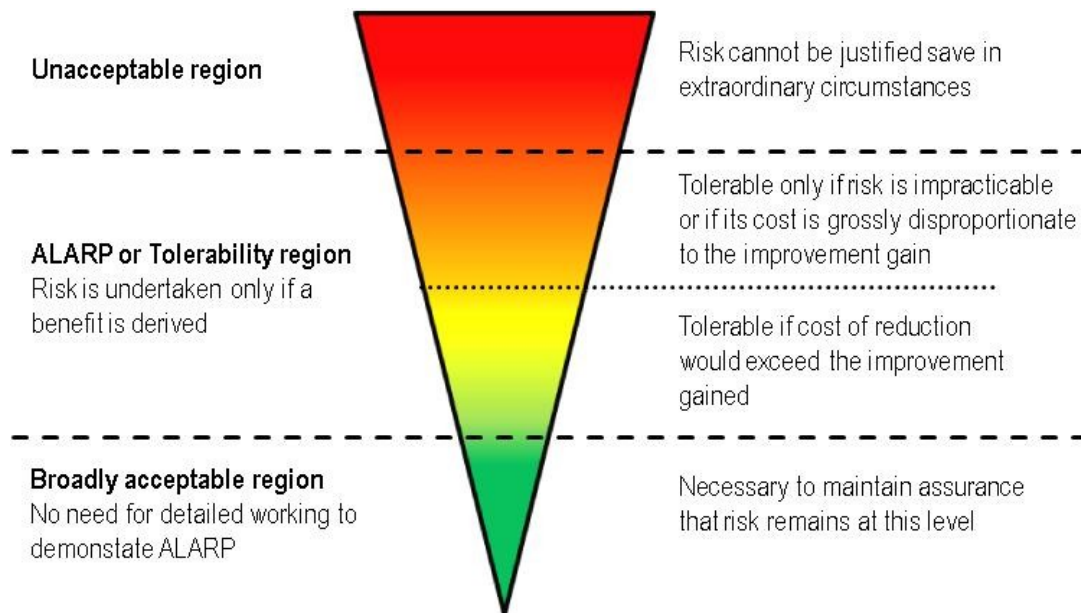 Unacceptable region
Risk cannot be justified save in
extraordinary circumstances
ALARP or Tolerability region
Risk is undertaken only if a
benefit is derived
Tolerable only if risk is impracticable
or if its cost is grossly disproportionate
to the improvement gain
Tolerable if cost of reduction
would exceed the improvement
gained
Broadly acceptable region
No need for detailed working to
demonstate ALARP
Necessary to maintain assurance
that risk remains at this level